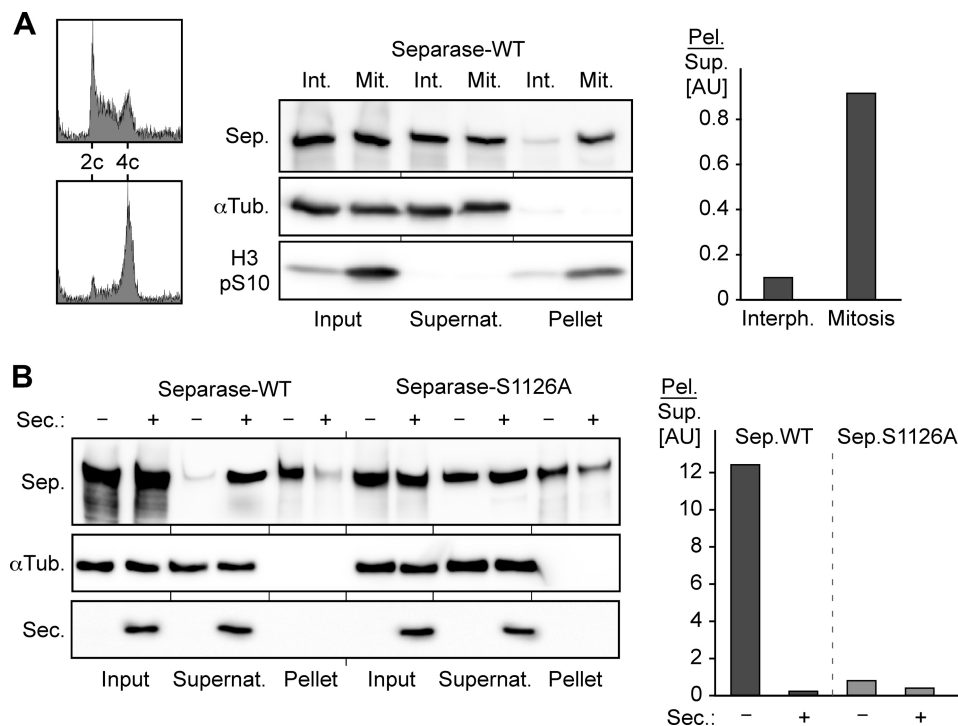 A
2c 4c
Separase-WT
Int. Mit. Int. Mit. Int. Mit.
Sep.
αTub.
H3
pS10
Input Supernat. Pellet
Pel.
Sup.
[AU]
0.8
0.6
0.4
0.2
0
Interph. Mitosis
B
Separase-WT Separase-S1126A
Sec.: – + – + – + – + – + – +
Sep.
αTub.
Sec.
Input Supernat. Pellet Input Supernat. Pellet
Pel.
Sup.
[AU]
Sep.WT Sep.S1126A
12
10
8
6
4
2
0
Sec.: – + – +